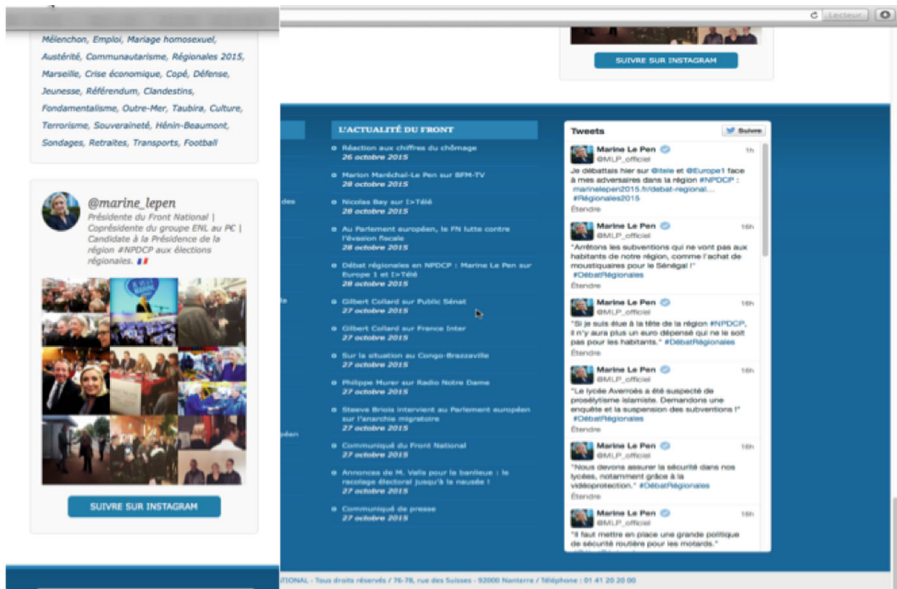 Lecteur
Mélenchon, Emploi, Mariage homosexuel,
Austérité, Communautarisme, Régionales 2015,
Marseille, Crise économique, Copé, Défense,
Jeunesse, Référendum, Clandestins,
Fondamentalisme, Outre-Mer, Taubira, Culture,
Terrorisme, Souveraineté, Hénin-Beaumont,
Sondages, Retraites, Transports, Football
@marine_lepen
Présidente du Front National |
Coprésidente du groupe ENL au PC |
Candidate à la Présidence de la
région #NPDCP aux élections
régionales.
SUIVRE SUR INSTAGRAM
SUIVRE SUR INSTAGRAM
des
péen
L'ACTUALITÉ DU FRONT
Réaction aux chiffres du chômage
26 octobre 2015
Marion Maréchal-Le Pen sur BFM-TV
28 octobre 2015
Nicolas Bay sur I>Télé
28 octobre 2015
Au Parlement européen, le FN lutte contre
l'évasion fiscale
28 octobre 2015
Débat régionales en NPDCP : Marine Le Pen sur
Europe 1 et I>Télé
28 octobre 2015
Gilbert Collard sur Public Sénat
27 octobre 2015
Gilbert Collard sur France Inter
27 octobre 2015
Sur la situation au Congo-Brazzaville
27 octobre 2015
Philippe Murer sur Radio Notre Dame
27 octobre 2015
Steeve Briois intervient au Parlement européen
sur l'anarchie migratoire
27 octobre 2015
Communiqué du Front National
27 octobre 2015
Annonces de M. Valls pour la banlieue : le
racolage électoral jusqu'à la nausée !
27 octobre 2015
Communiqué de presse
27 octobre 2015
Tweets
Suivre
Marine Le Pen 1h
@MLP_officiel
Je débattais hier sur @itele et @Europe1 face
à mes adversaires dans la région #NPDCP :
marinelepen2015.fr/debat-regional…
#Régionales2015
Étendre
Marine Le Pen 16h
@MLP_officiel
"Arrêtons les subventions qui ne vont pas aux
habitants de notre région, comme l'achat de
moustiquaires pour le Sénégal !"
#DébatRégionales
Étendre
Marine Le Pen 16h
@MLP_officiel
"Si je suis élue à la tête de la région #NPDCP,
il n'y aura plus un euro dépensé qui ne le soit
pas pour les habitants." #DébatRégionales
Étendre
Marine Le Pen 16h
@MLP_officiel
"Le lycée Averroès a été suspecté de
prosélytisme islamiste. Demandons une
enquête et la suspension des subventions !"
#DébatRégionales
Étendre
Marine Le Pen 16h
@MLP_officiel
"Nous devons assurer la sécurité dans nos
lycées, notamment grâce à la
vidéoprotection." #DébatRégionales
Étendre
Marine Le Pen 16h
@MLP_officiel
"Il faut mettre en place une grande politique
de sécurité routière pour les motards."
- Tous droits réservés / 76-78, rue des Suisses - 92000 Nanterre / Téléphone : 01 41 20 20 00